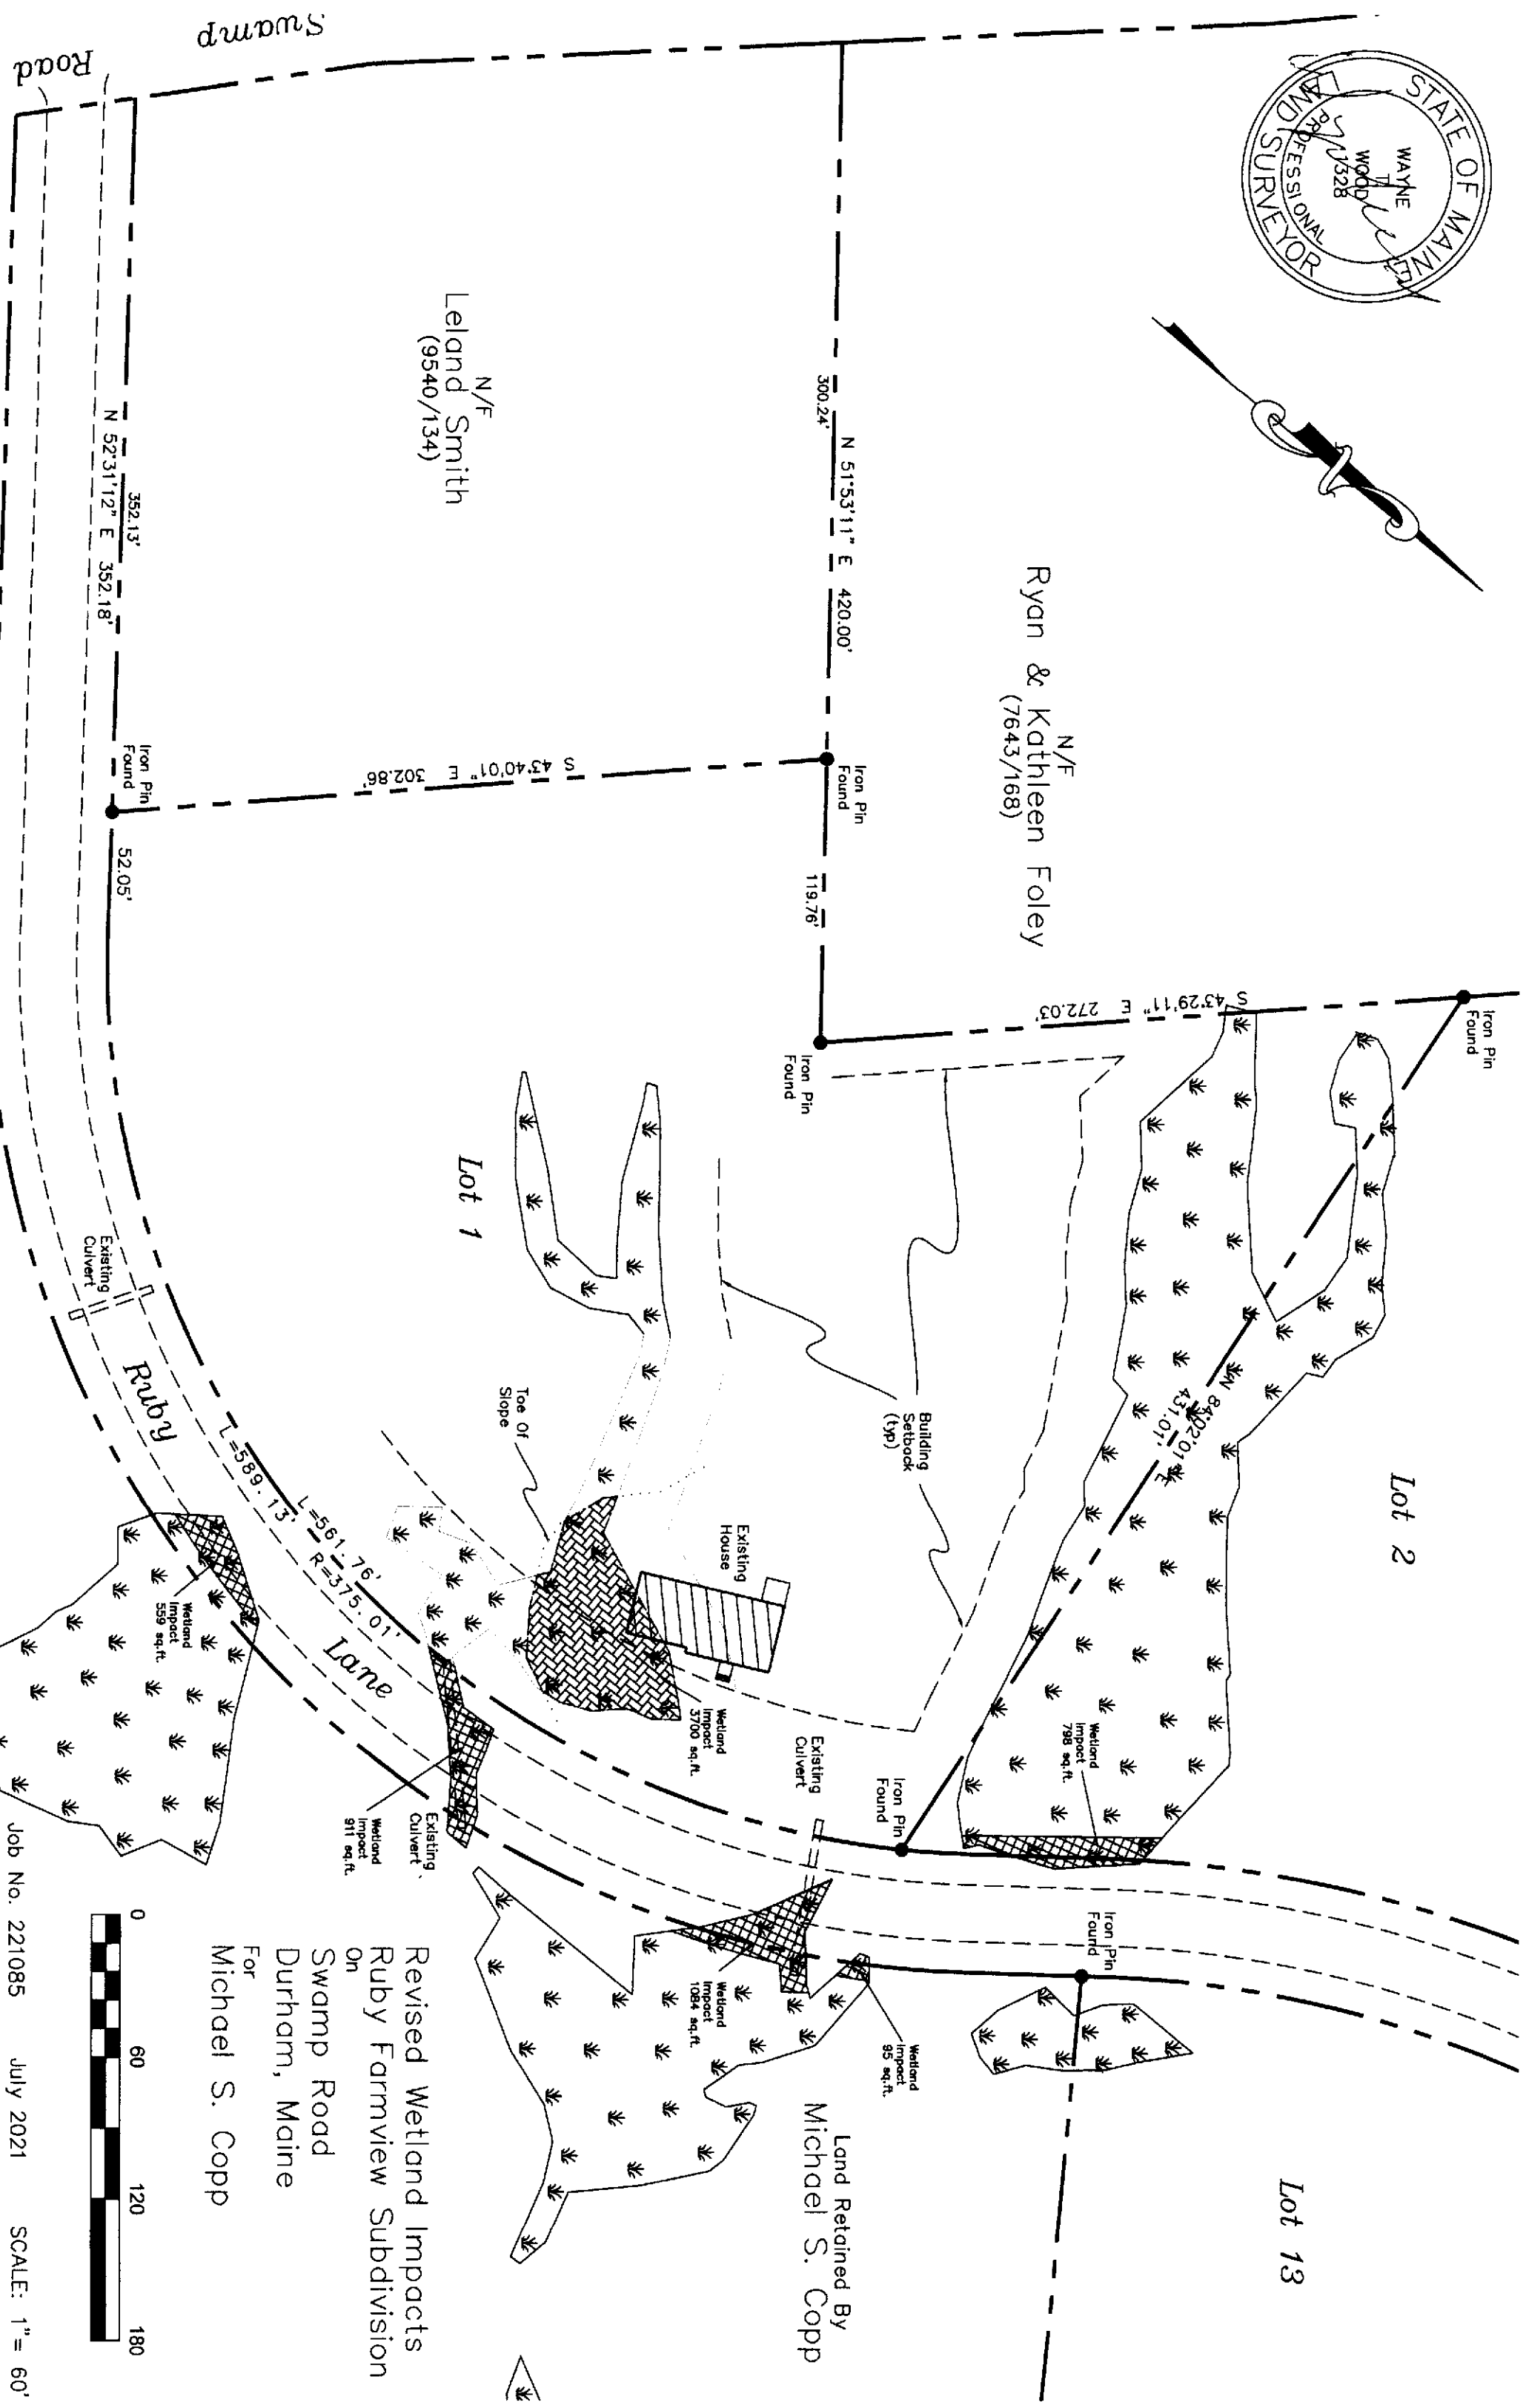 STATE OF MAINE
WAYNE
T.
WOOD
1328
PROFESSIONAL
LAND SURVEYOR
Swamp
Road
N/F
Ryan & Kathleen Foley
(7643/168)
N/F
Leland Smith
(9540/134)
300.24'
N 51°53'11" E 420.00'
352.13'
N 52°31'12" E 352.18'
Iron Pin
Found
S 43°40'01" E 302.86'
Iron Pin
Found
119.76'
52.05'
Iron Pin
Found
S 43°29'11" E 272.03'
Iron Pin
Found
Lot 1
Lot 2
N 84°02'01" E
431.01'
Building
Setback
(typ)
Toe Of
Slope
Existing
House
Existing
Culvert
Ruby
Lane
L=589.13'
L=561.76'
R=375.01'
Wetland
Impact
559 sq.ft.
Wetland
Impact
3700 sq.ft.
Wetland
Impact
798 sq.ft.
Existing
Culvert
Iron Pin
Found
Existing
Culvert
Wetland
Impact
911 sq.ft.
Iron Pin
Found
Wetland
Impact
1084 sq.ft.
Wetland
Impact
95 sq.ft.
Land Retained By
Michael S. Copp
Lot 13
Revised Wetland Impacts
Ruby Farmview Subdivision
On
Swamp Road
Durham, Maine
For
Michael S. Copp
0 60 120 180
Job No. 221085 July 2021 SCALE: 1"= 60'